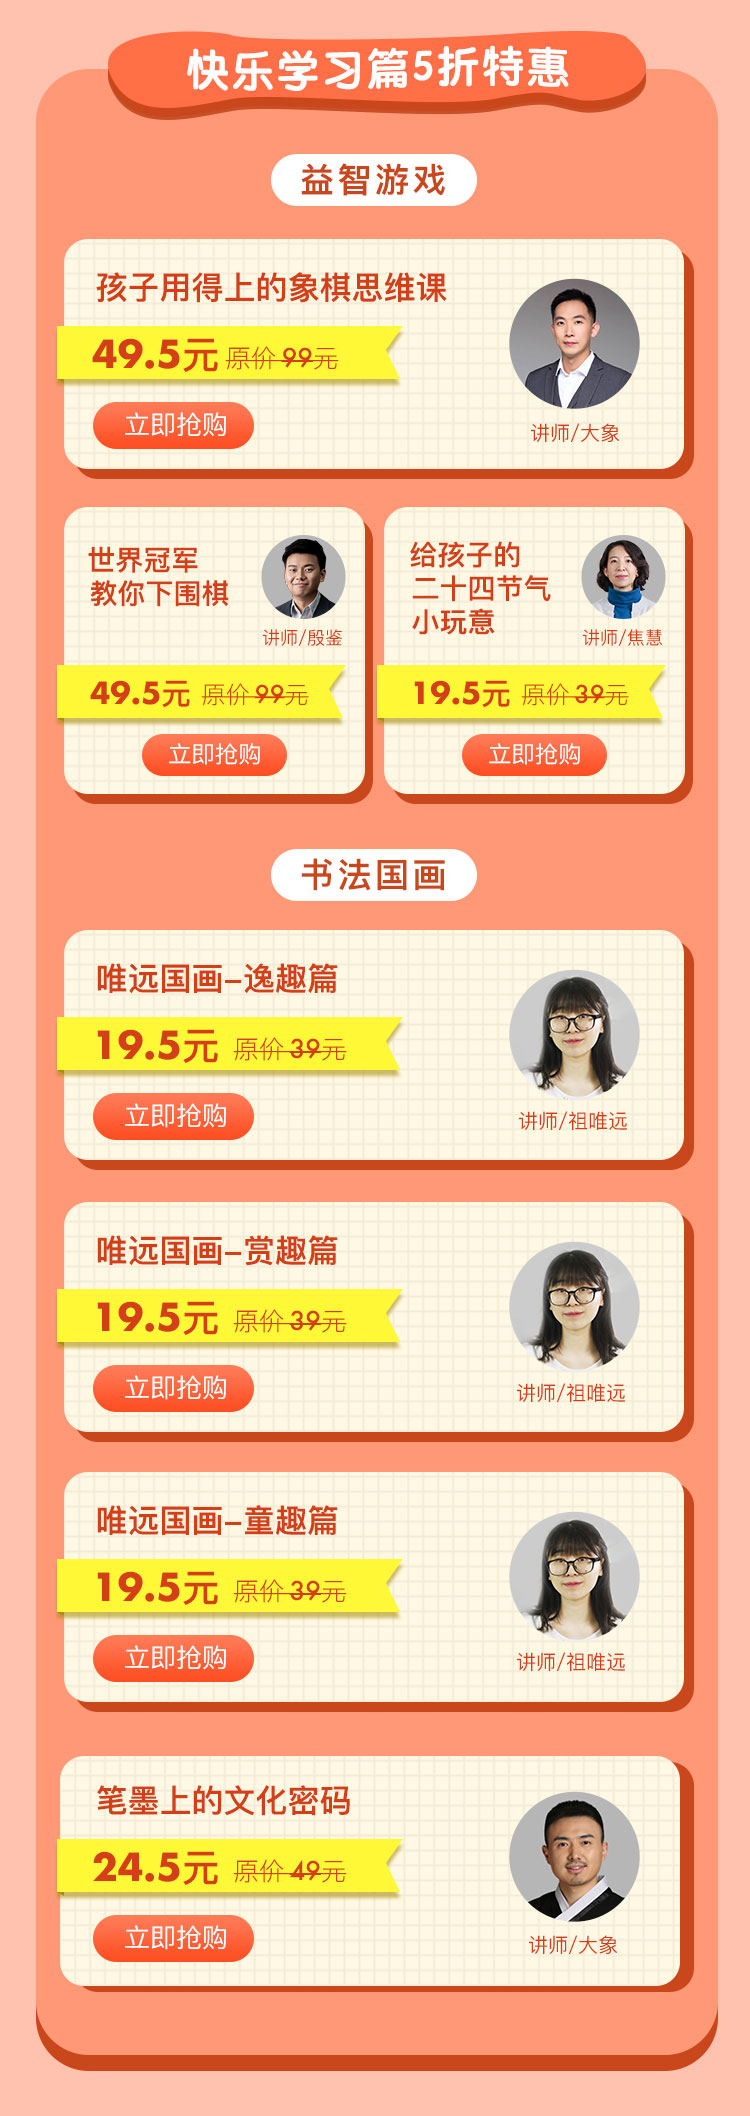 快乐学习篇5折特惠
益智游戏
孩子用得上的象棋思维课
49.5元 原价 99元
立即抢购
讲师/大象
世界冠军
教你下围棋
讲师/殷鉴
49.5元 原价 99元
立即抢购
给孩子的
二十四节气
小玩意
讲师/焦慧
19.5元 原价 39元
立即抢购
书法国画
唯远国画–逸趣篇
19.5元 原价 39元
立即抢购
讲师/祖唯远
唯远国画–赏趣篇
19.5元 原价 39元
立即抢购
讲师/祖唯远
唯远国画–童趣篇
19.5元 原价 39元
立即抢购
讲师/祖唯远
笔墨上的文化密码
24.5元 原价 49元
立即抢购
讲师/大象